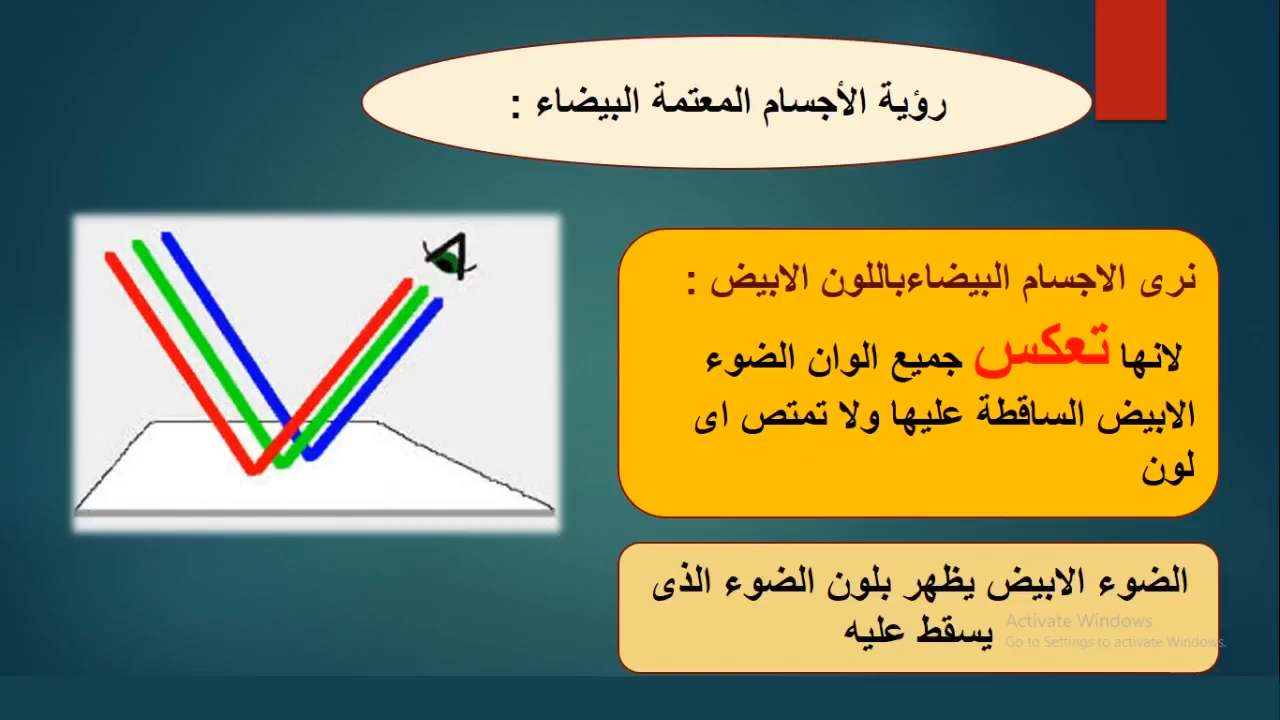 رؤية الأجسام المعتمة البيضاء :
نرى الاجسام البيضاءباللون الابيض :
لانها تعكس جميع الوان الضوء
الابيض الساقطة عليها ولا تمتص اى
لون
الضوء الابيض يظهر بلون الضوء الذى
يسقط عليه
Activate Windows
Go to Settings to activate Windows.